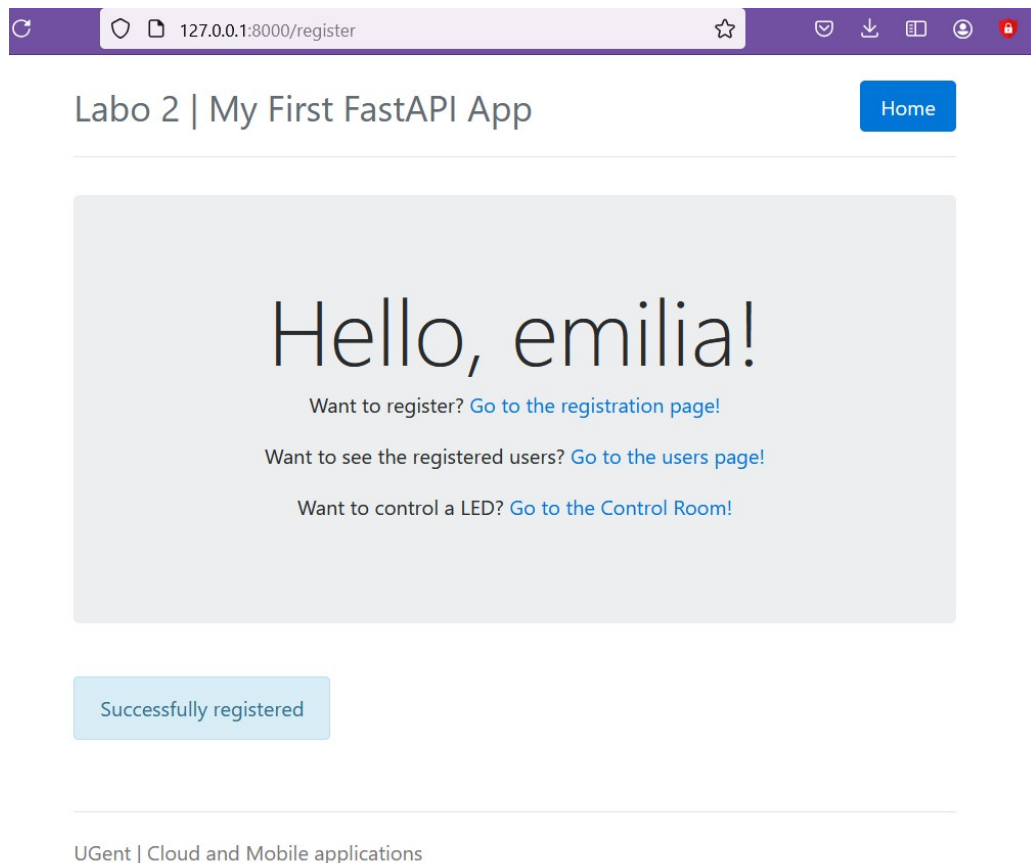 127.0.0.1:8000/register
Labo 2 | My First FastAPI App
Home
Hello, emilia!
Want to register? Go to the registration page!
Want to see the registered users? Go to the users page!
Want to control a LED? Go to the Control Room!
Successfully registered
UGent | Cloud and Mobile applications